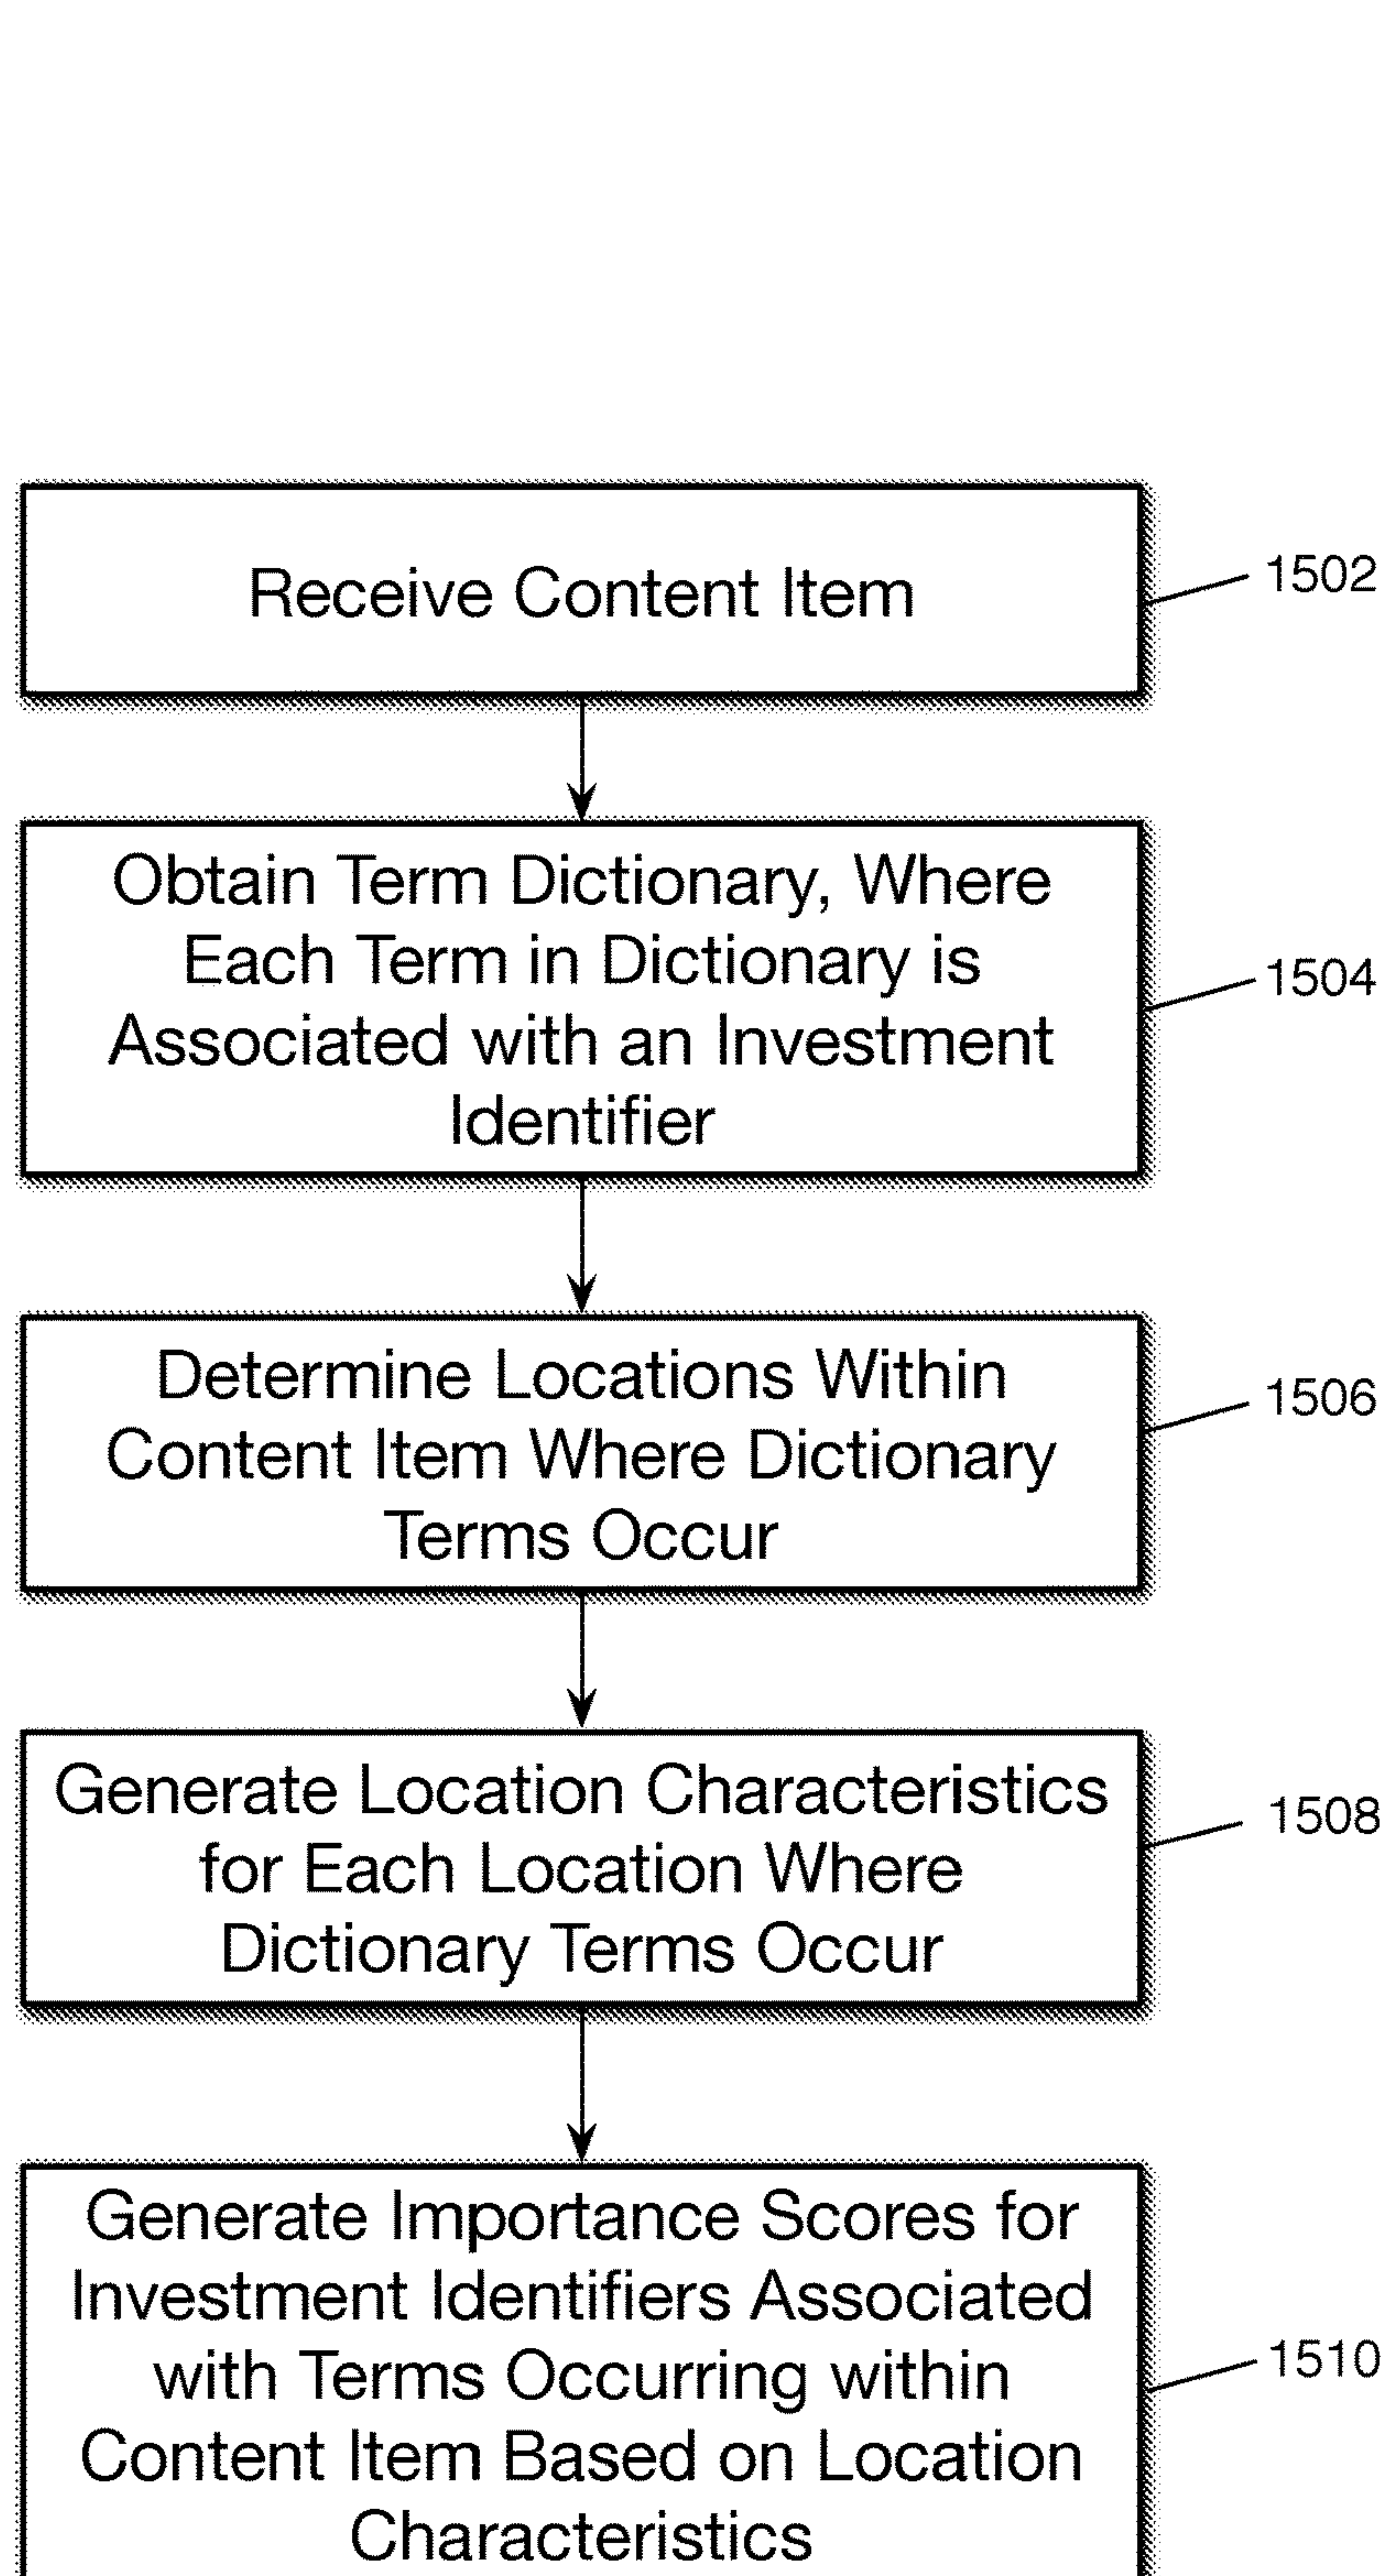 Receive Content Item
1502
Obtain Term Dictionary, Where
Each Term in Dictionary is
Associated with an Investment
Identifier
1504
Determine Locations Within
Content Item Where Dictionary
Terms Occur
1506
Generate Location Characteristics
for Each Location Where
Dictionary Terms Occur
1508
Generate Importance Scores for
Investment Identifiers Associated
with Terms Occurring within
Content Item Based on Location
Characteristics
1510